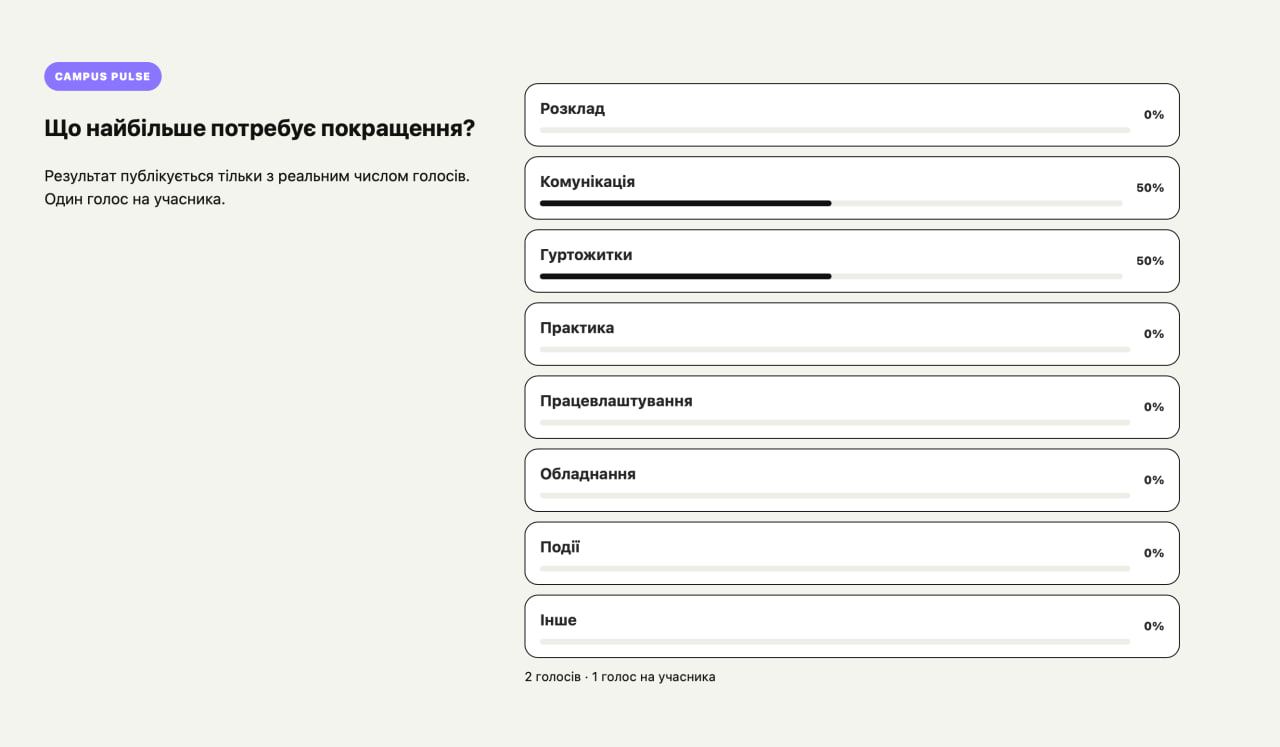 CAMPUS PULSE
Що найбільше потребує покращення?
Результат публікується тільки з реальним числом голосів.
Один голос на учасника.
Розклад
0%
Комунікація
50%
Гуртожитки
50%
Практика
0%
Працевлаштування
0%
Обладнання
0%
Події
0%
Інше
0%
2 голосів · 1 голос на учасника